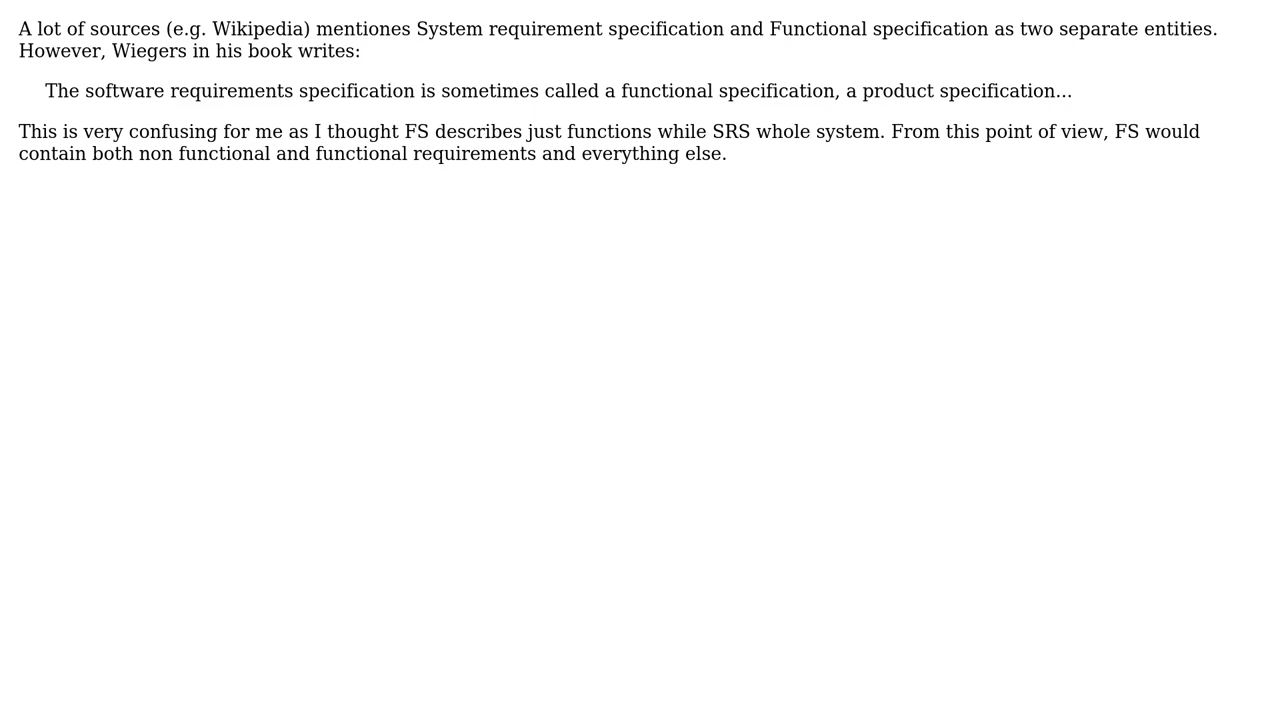 A lot of sources (e.g. Wikipedia) mentiones System requirement specification and Functional specification as two separate entities.
However, Wiegers in his book writes:
The software requirements specification is sometimes called a functional specification, a product specification...
This is very confusing for me as I thought FS describes just functions while SRS whole system. From this point of view, FS would
contain both non functional and functional requirements and everything else.